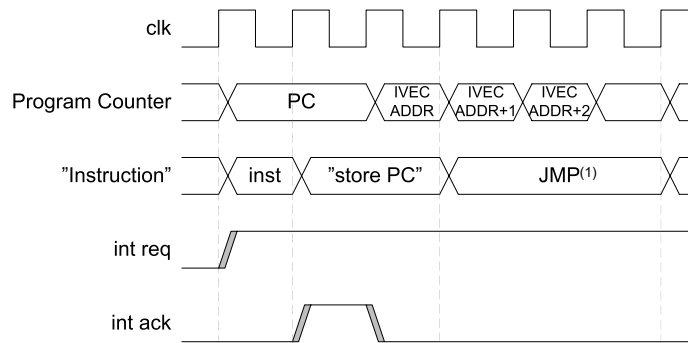 clk
Program Counter
PC
IVEC
ADDR
IVEC
ADDR+1
IVEC
ADDR+2
”Instruction”
inst
”store PC”
JMP(1)
int req
int ack